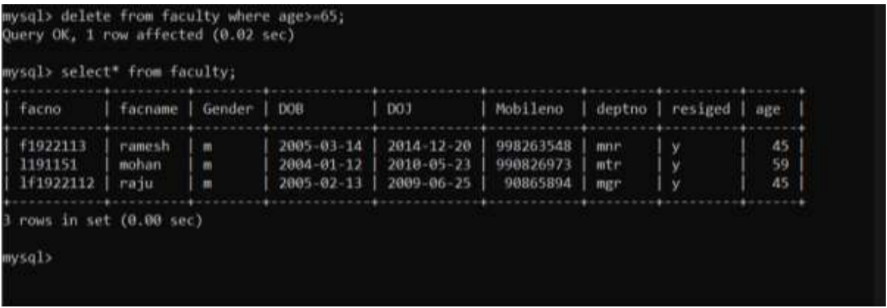 mysql> delete from faculty where age>=65;
Query OK, 1 row affected (0.02 sec)
mysql> select* from faculty;
| facno | facname | Gender | DOB | DOJ | Mobileno | deptno | resiged | age |
| f1922113 | ramesh | m | 2005-03-14 | 2014-12-20 | 998263548 | mnr | y | 45 |
| l191151 | mohan | m | 2004-01-12 | 2010-05-23 | 990826973 | mtr | y | 59 |
| lf1922112 | raju | m | 2005-02-13 | 2009-06-25 | 90865894 | mgr | y | 45 |
3 rows in set (0.00 sec)
mysql>